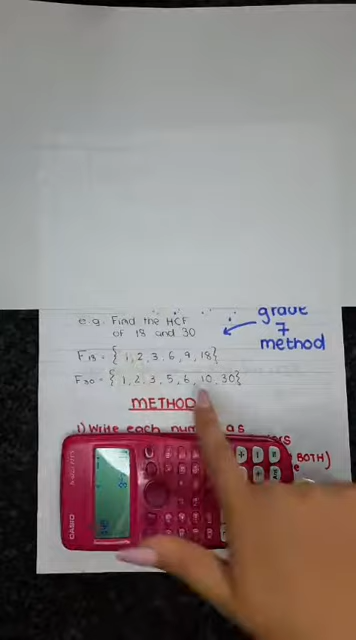 grade
7
method
e.g. Find the HCF
of 18 and 30
F18 = { 1, 2, 3, 6, 9, 18}
F30 = { 1, 2, 3, 5, 6, 10, 30}
METHOD
1) Write each as
BOTH)
CASIO